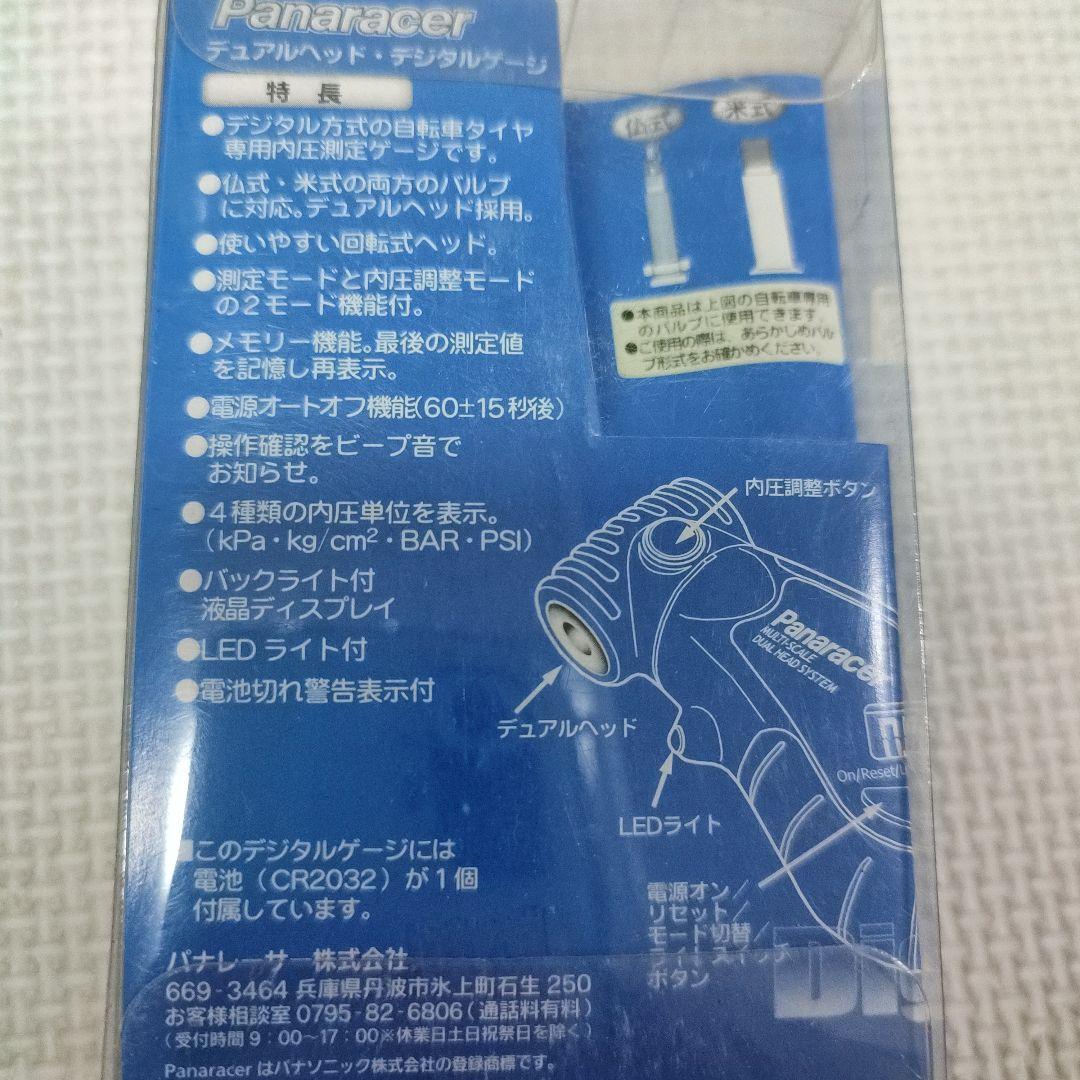 Panaracer
デュアルヘッド・デジタルゲージ
特長
●デジタル方式の自転車タイヤ
専用内圧測定ゲージです。
●仏式・米式の両方のバルブ
に対応。デュアルヘッド採用。
●使いやすい回転式ヘッド。
●測定モードと内圧調整モード
の2モード機能付。
●メモリー機能。最後の測定値
を記憶し再表示。
●電源オートオフ機能(60±15秒後)
●操作確認をビープ音で
お知らせ。
●4種類の内圧単位を表示。
(kPa・kg/cm²・BAR・PSI)
●バックライト付
液晶ディスプレイ
●LEDライト付
●電池切れ警告表示付
■このデジタルゲージには
電池(CR2032)が1個
付属しています。
パナレーサー株式会社
669-3464 兵庫県丹波市氷上町石生 250
お客様相談室 0795-82-6806(通話料有料)
(受付時間 9:00~17:00※休業日土日祝祭日を除く)
Panaracer はパナソニック株式会社の登録商標です。
仏式
米式
●本商品は上図の自転車専用
のバルブに使用できます。
●ご使用の際は、あらかじめバル
ブ形式をお確かめください。
内圧調整ボタン
Panaracer
MULTI-SCALE
DUAL HEAD SYSTEM
On/Reset/L
デュアルヘッド
LEDライト
電源オン/
リセット/
モード切替/
ライトスイッチ
ボタン